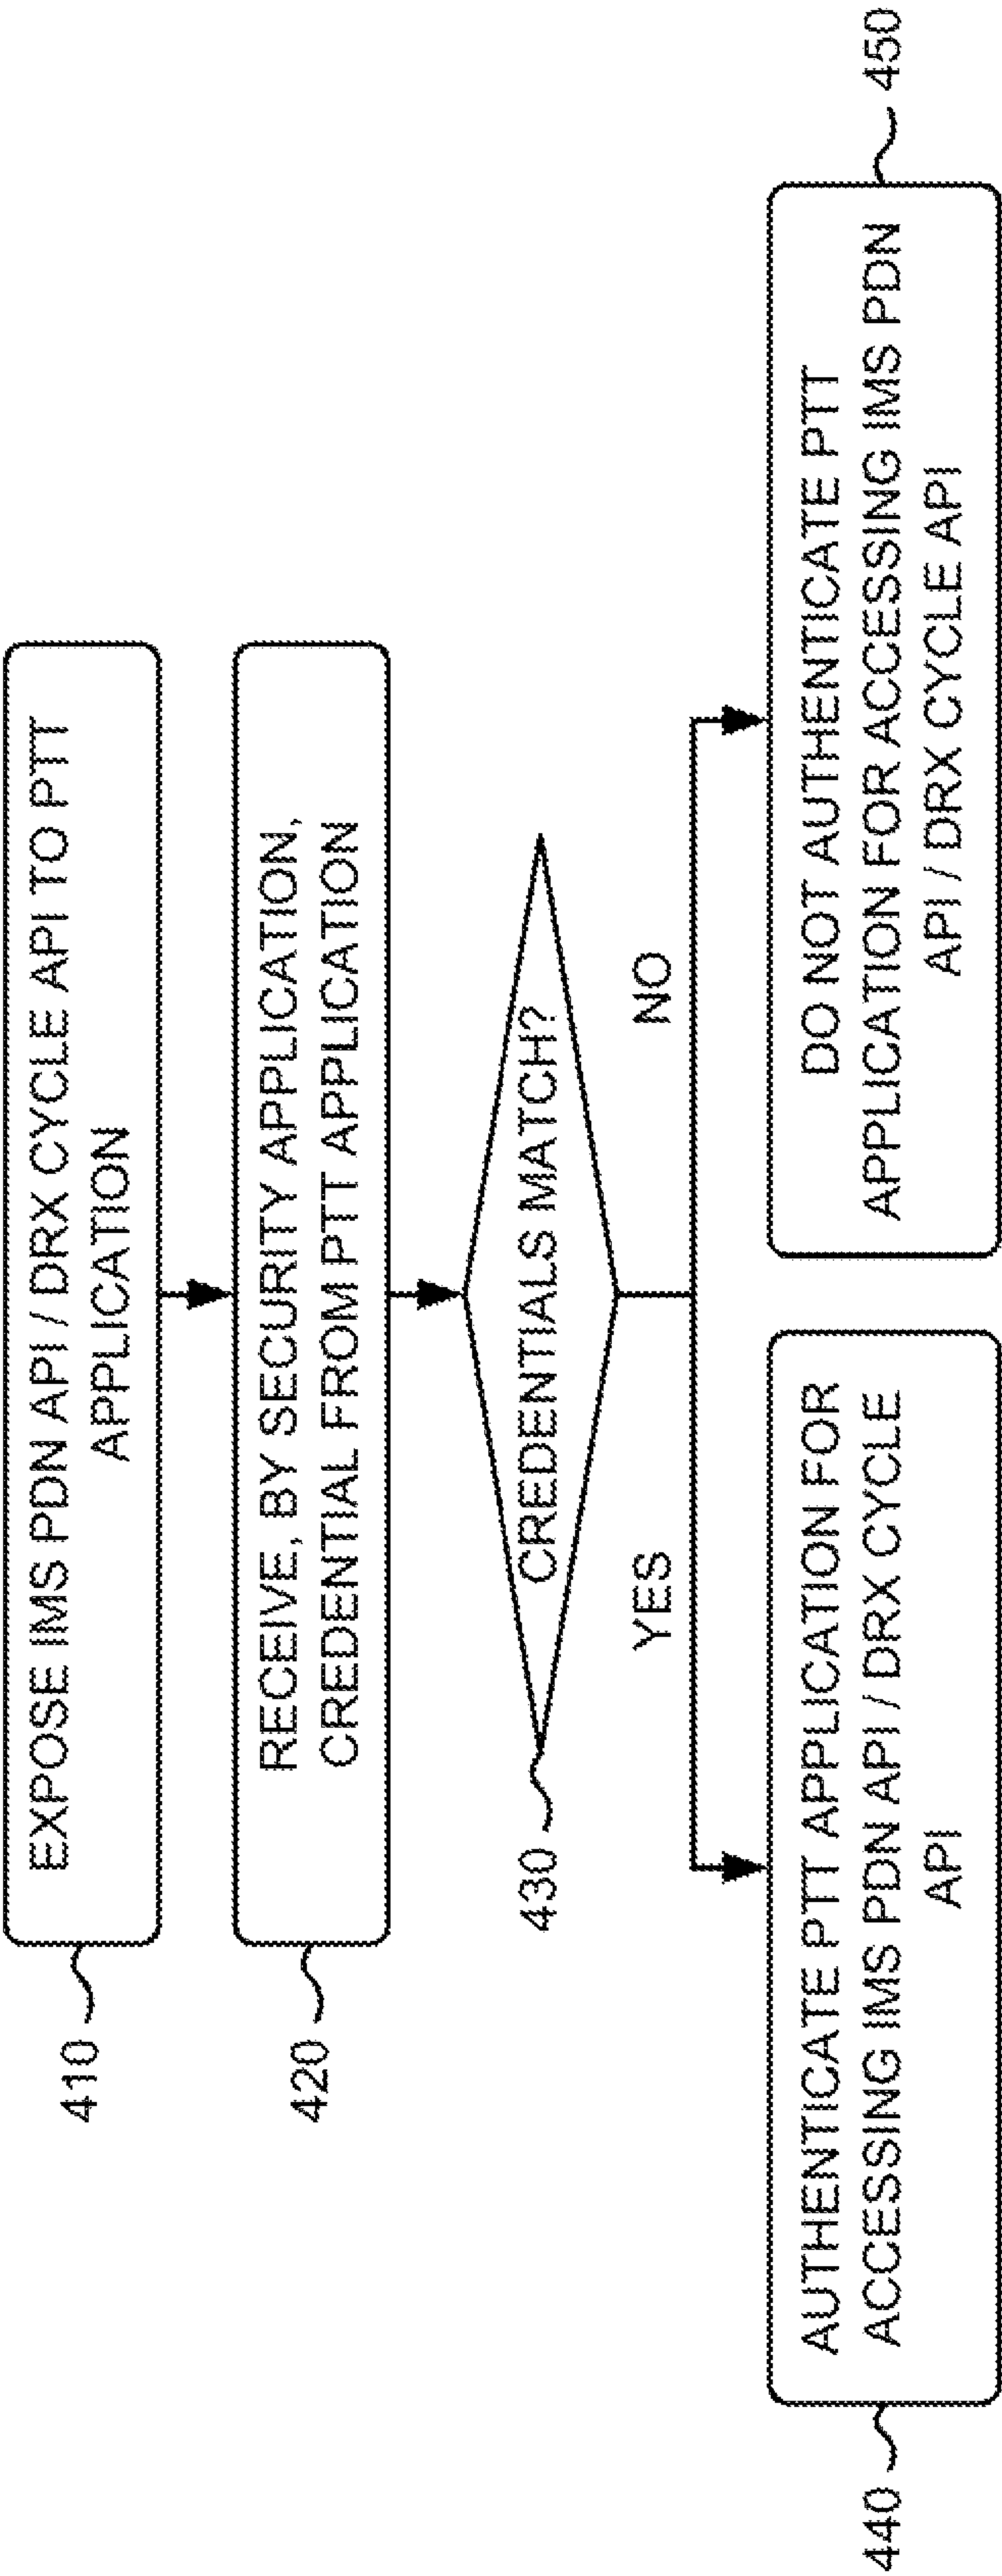 410
EXPOSE IMS PDN API / DRX CYCLE API TO PTT
APPLICATION
420
RECEIVE, BY SECURITY APPLICATION,
CREDENTIAL FROM PTT APPLICATION
430
CREDENTIALS MATCH?
YES
NO
440
AUTHENTICATE PTT APPLICATION FOR
ACCESSING IMS PDN API / DRX CYCLE
API
DO NOT AUTHENTICATE PTT
APPLICATION FOR ACCESSING IMS PDN
API / DRX CYCLE API
450